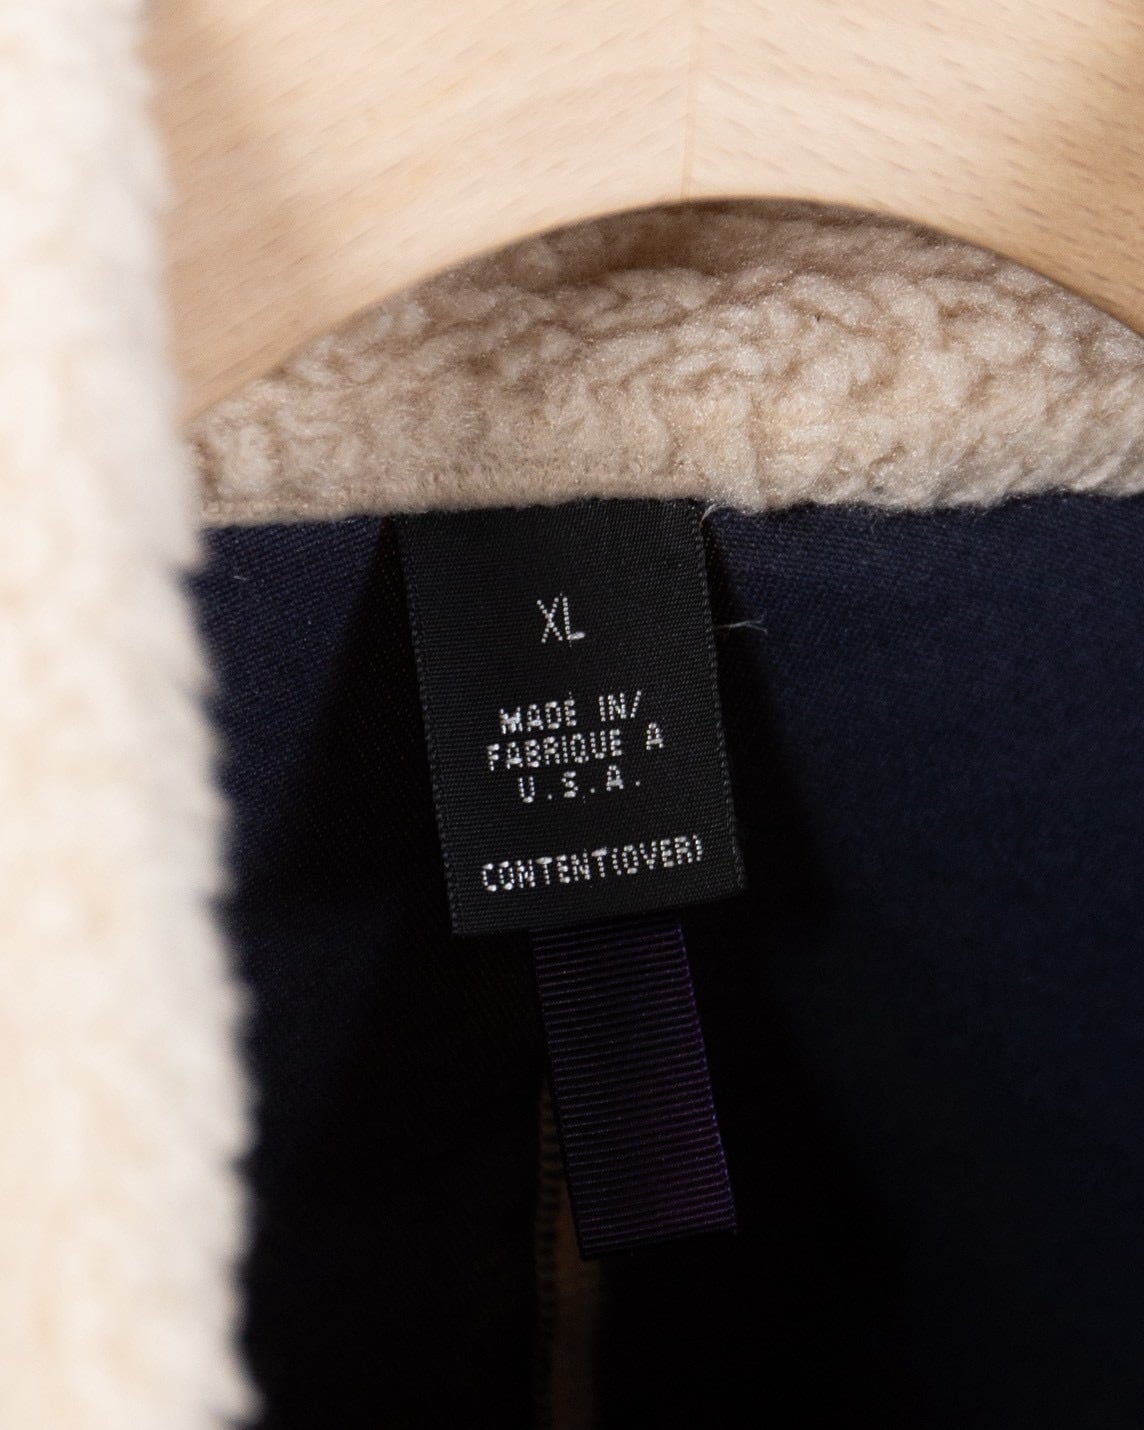 XL
MADE IN/
FABRIQUE A
U.S.A.
CONTENT(OVER)